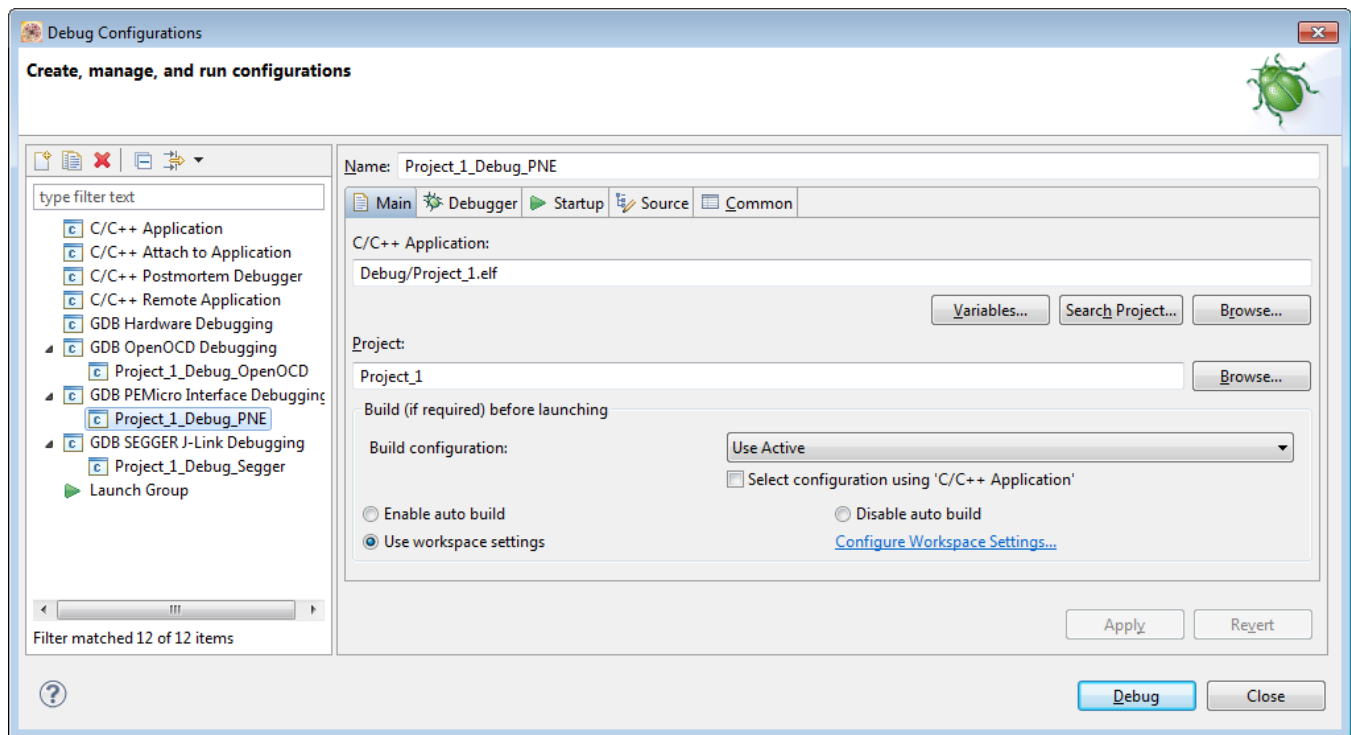 Debug Configurations
Create, manage, and run configurations
type filter text
C/C++ Application
C/C++ Attach to Application
C/C++ Postmortem Debugger
C/C++ Remote Application
GDB Hardware Debugging
GDB OpenOCD Debugging
Project_1_Debug_OpenOCD
GDB PEMicro Interface Debugging
Project_1_Debug_PNE
GDB SEGGER J-Link Debugging
Project_1_Debug_Segger
Launch Group
Filter matched 12 of 12 items
Name: Project_1_Debug_PNE
Main Debugger Startup Source Common
C/C++ Application:
Debug/Project_1.elf
Variables... Search Project... Browse...
Project:
Project_1 Browse...
Build (if required) before launching
Build configuration: Use Active
Select configuration using 'C/C++ Application'
Enable auto build Disable auto build
Use workspace settings Configure Workspace Settings...
Apply Revert
? Debug Close